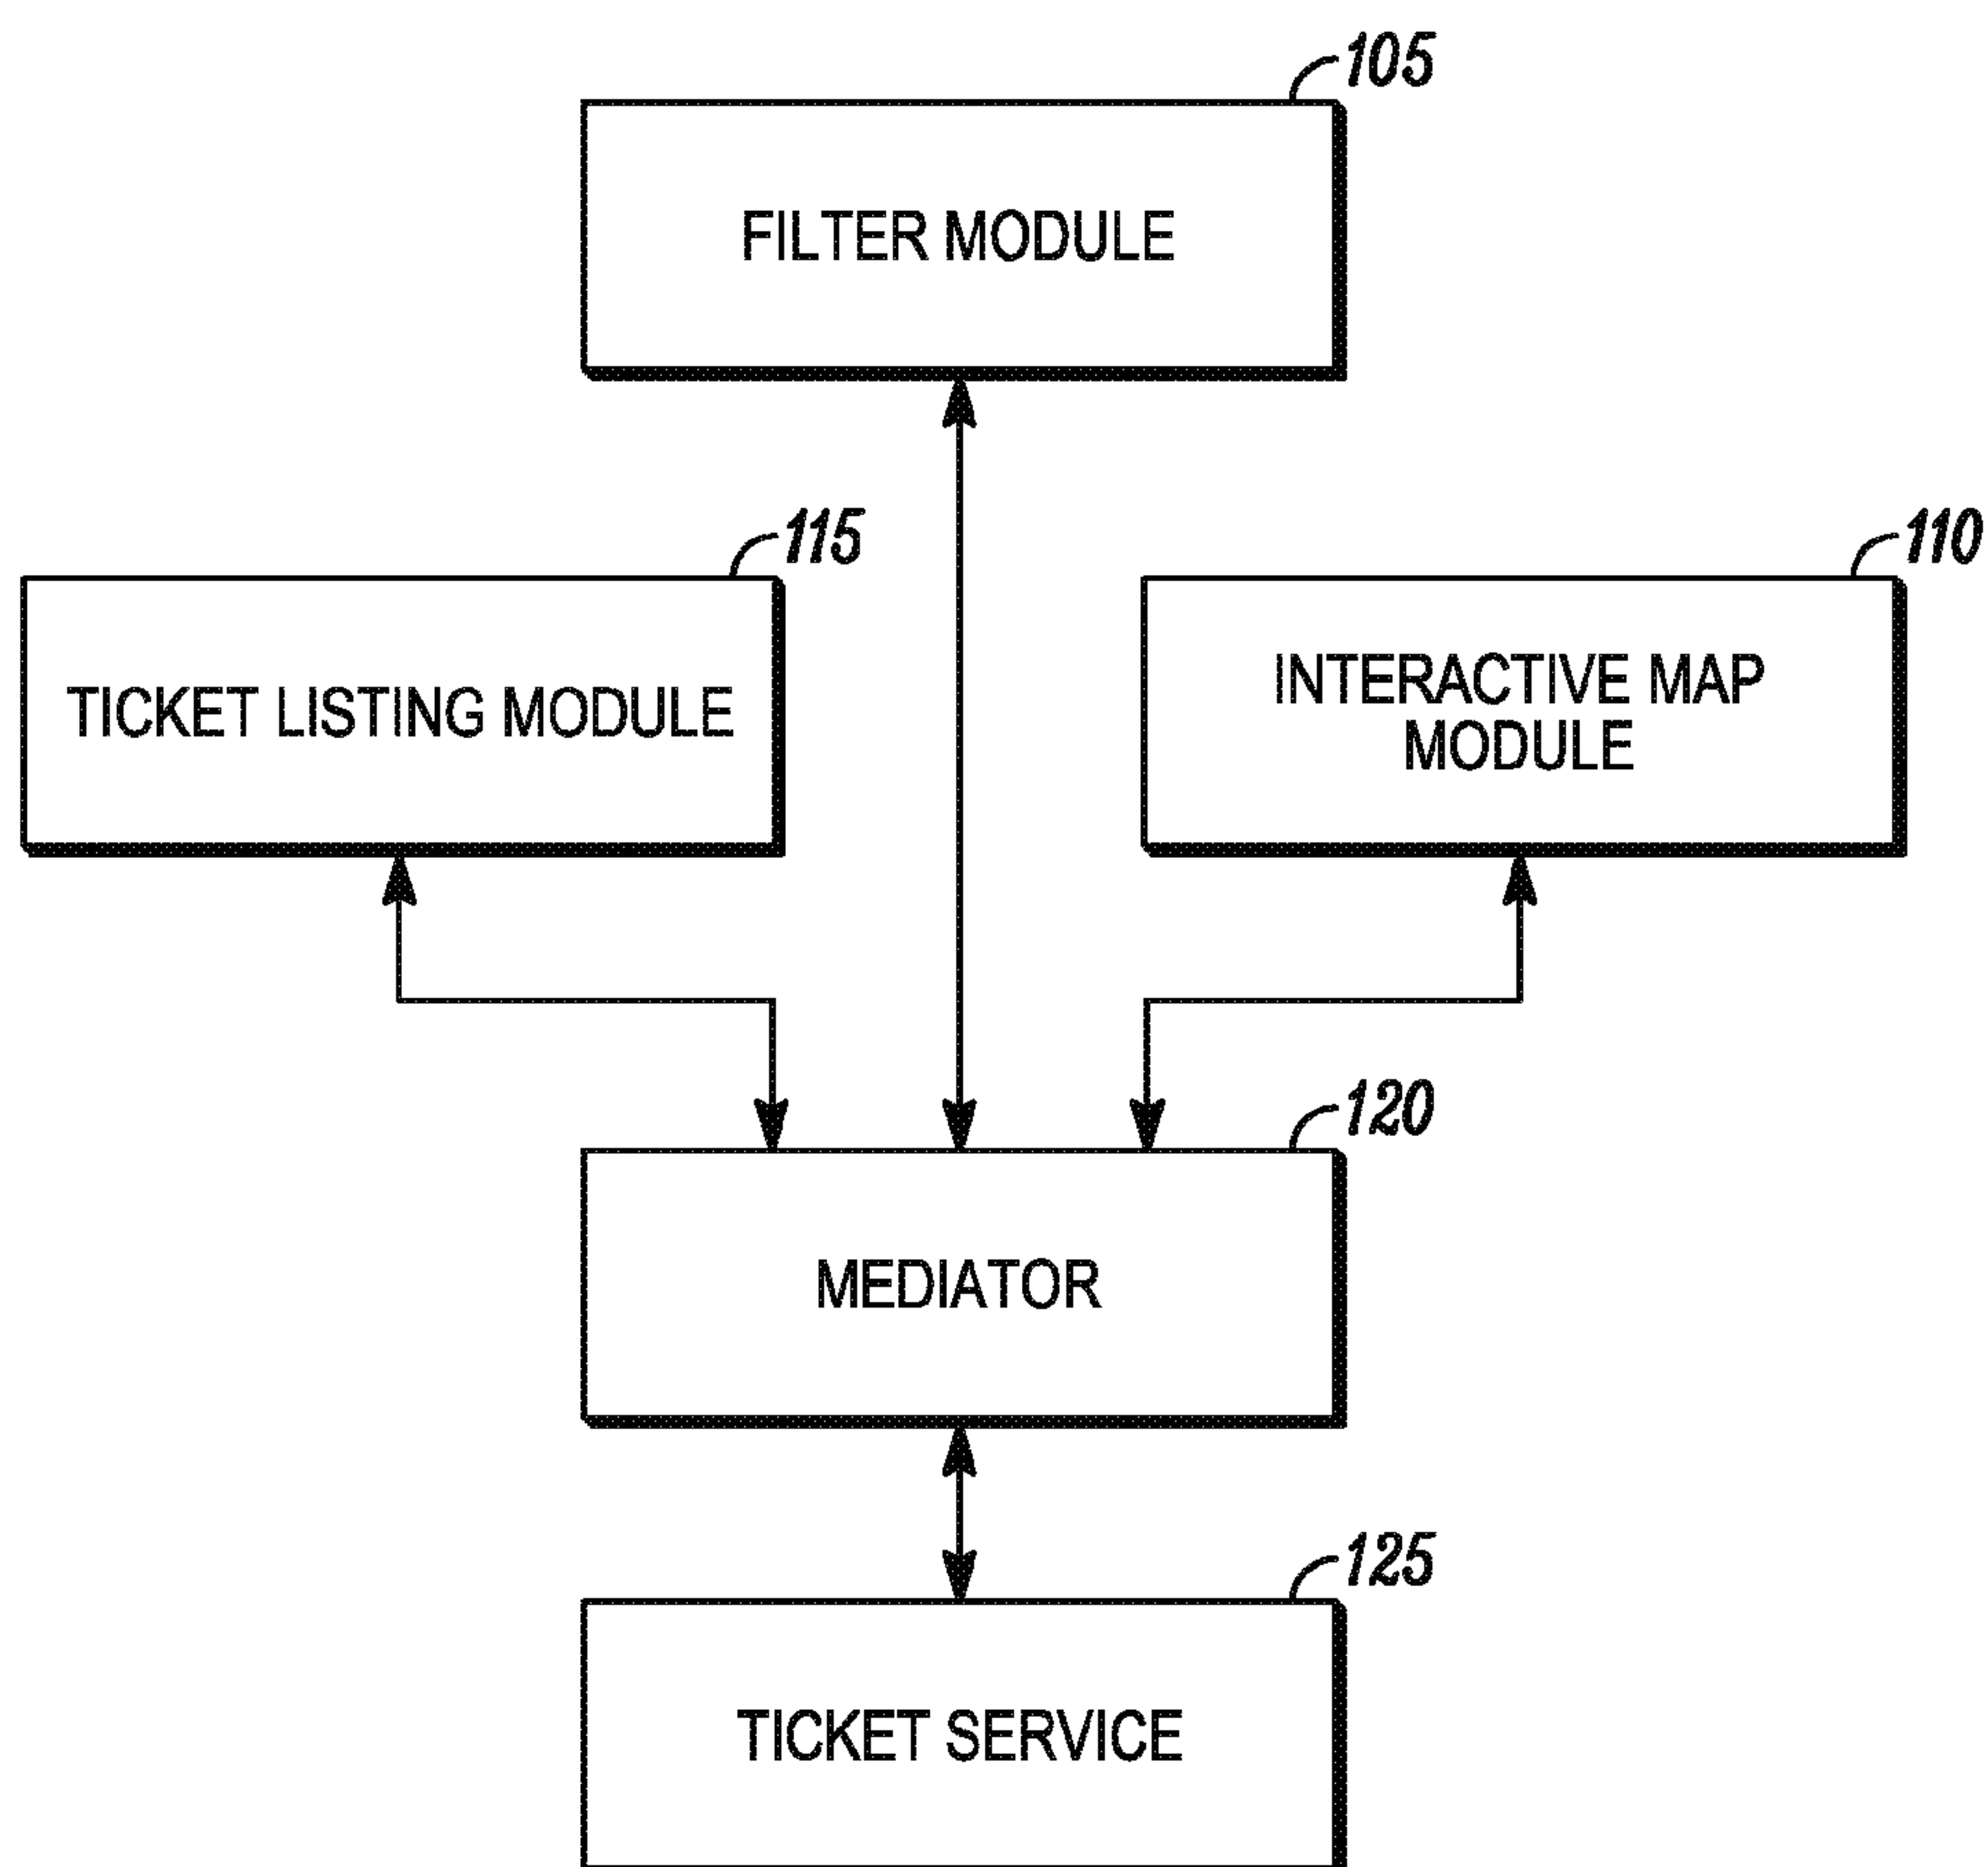 105
FILTER MODULE
115
110
TICKET LISTING MODULE
INTERACTIVE MAP
MODULE
120
MEDIATOR
125
TICKET SERVICE